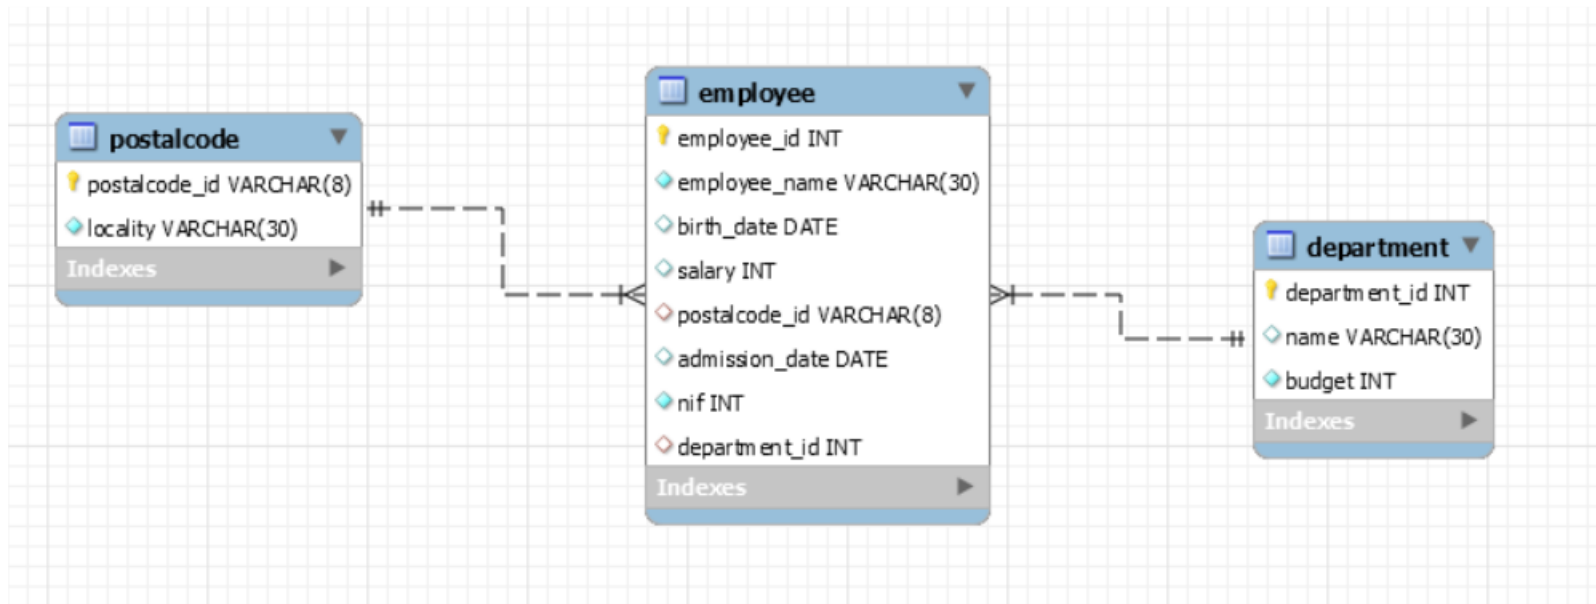 postalcode
postalcode_id VARCHAR(8)
locality VARCHAR(30)
Indexes
employee
employee_id INT
employee_name VARCHAR(30)
birth_date DATE
salary INT
postalcode_id VARCHAR(8)
admission_date DATE
nif INT
department_id INT
Indexes
department
department_id INT
name VARCHAR(30)
budget INT
Indexes